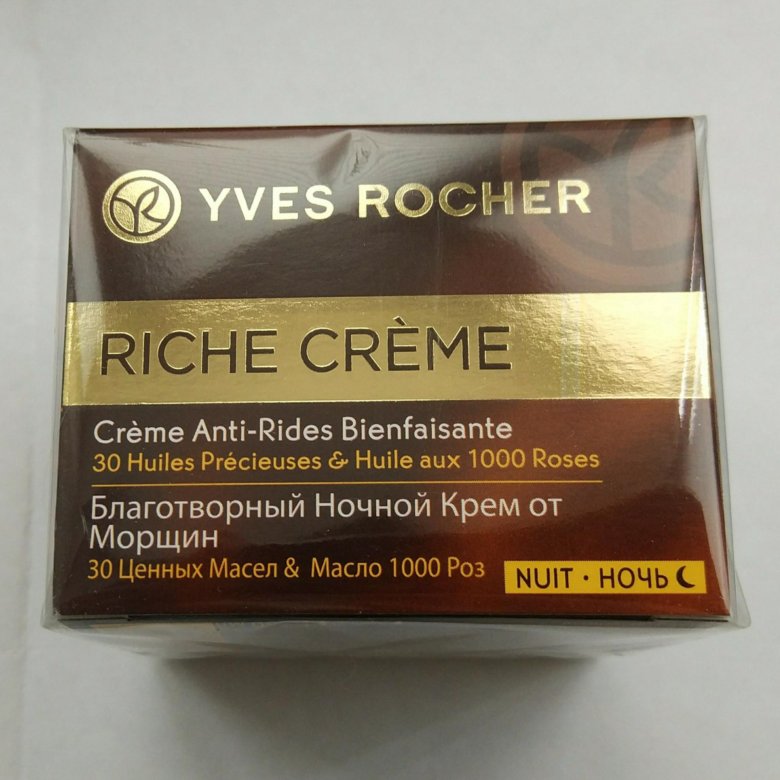 YVES ROCHER
RICHE CRÈME
Crème Anti-Rides Bienfaisante
30 Huiles Précieuses & Huile aux 1000 Roses
Благотворный Ночной Крем от
Морщин
30 Ценных Масел & Масло 1000 Роз
NUIT · НОЧЬ